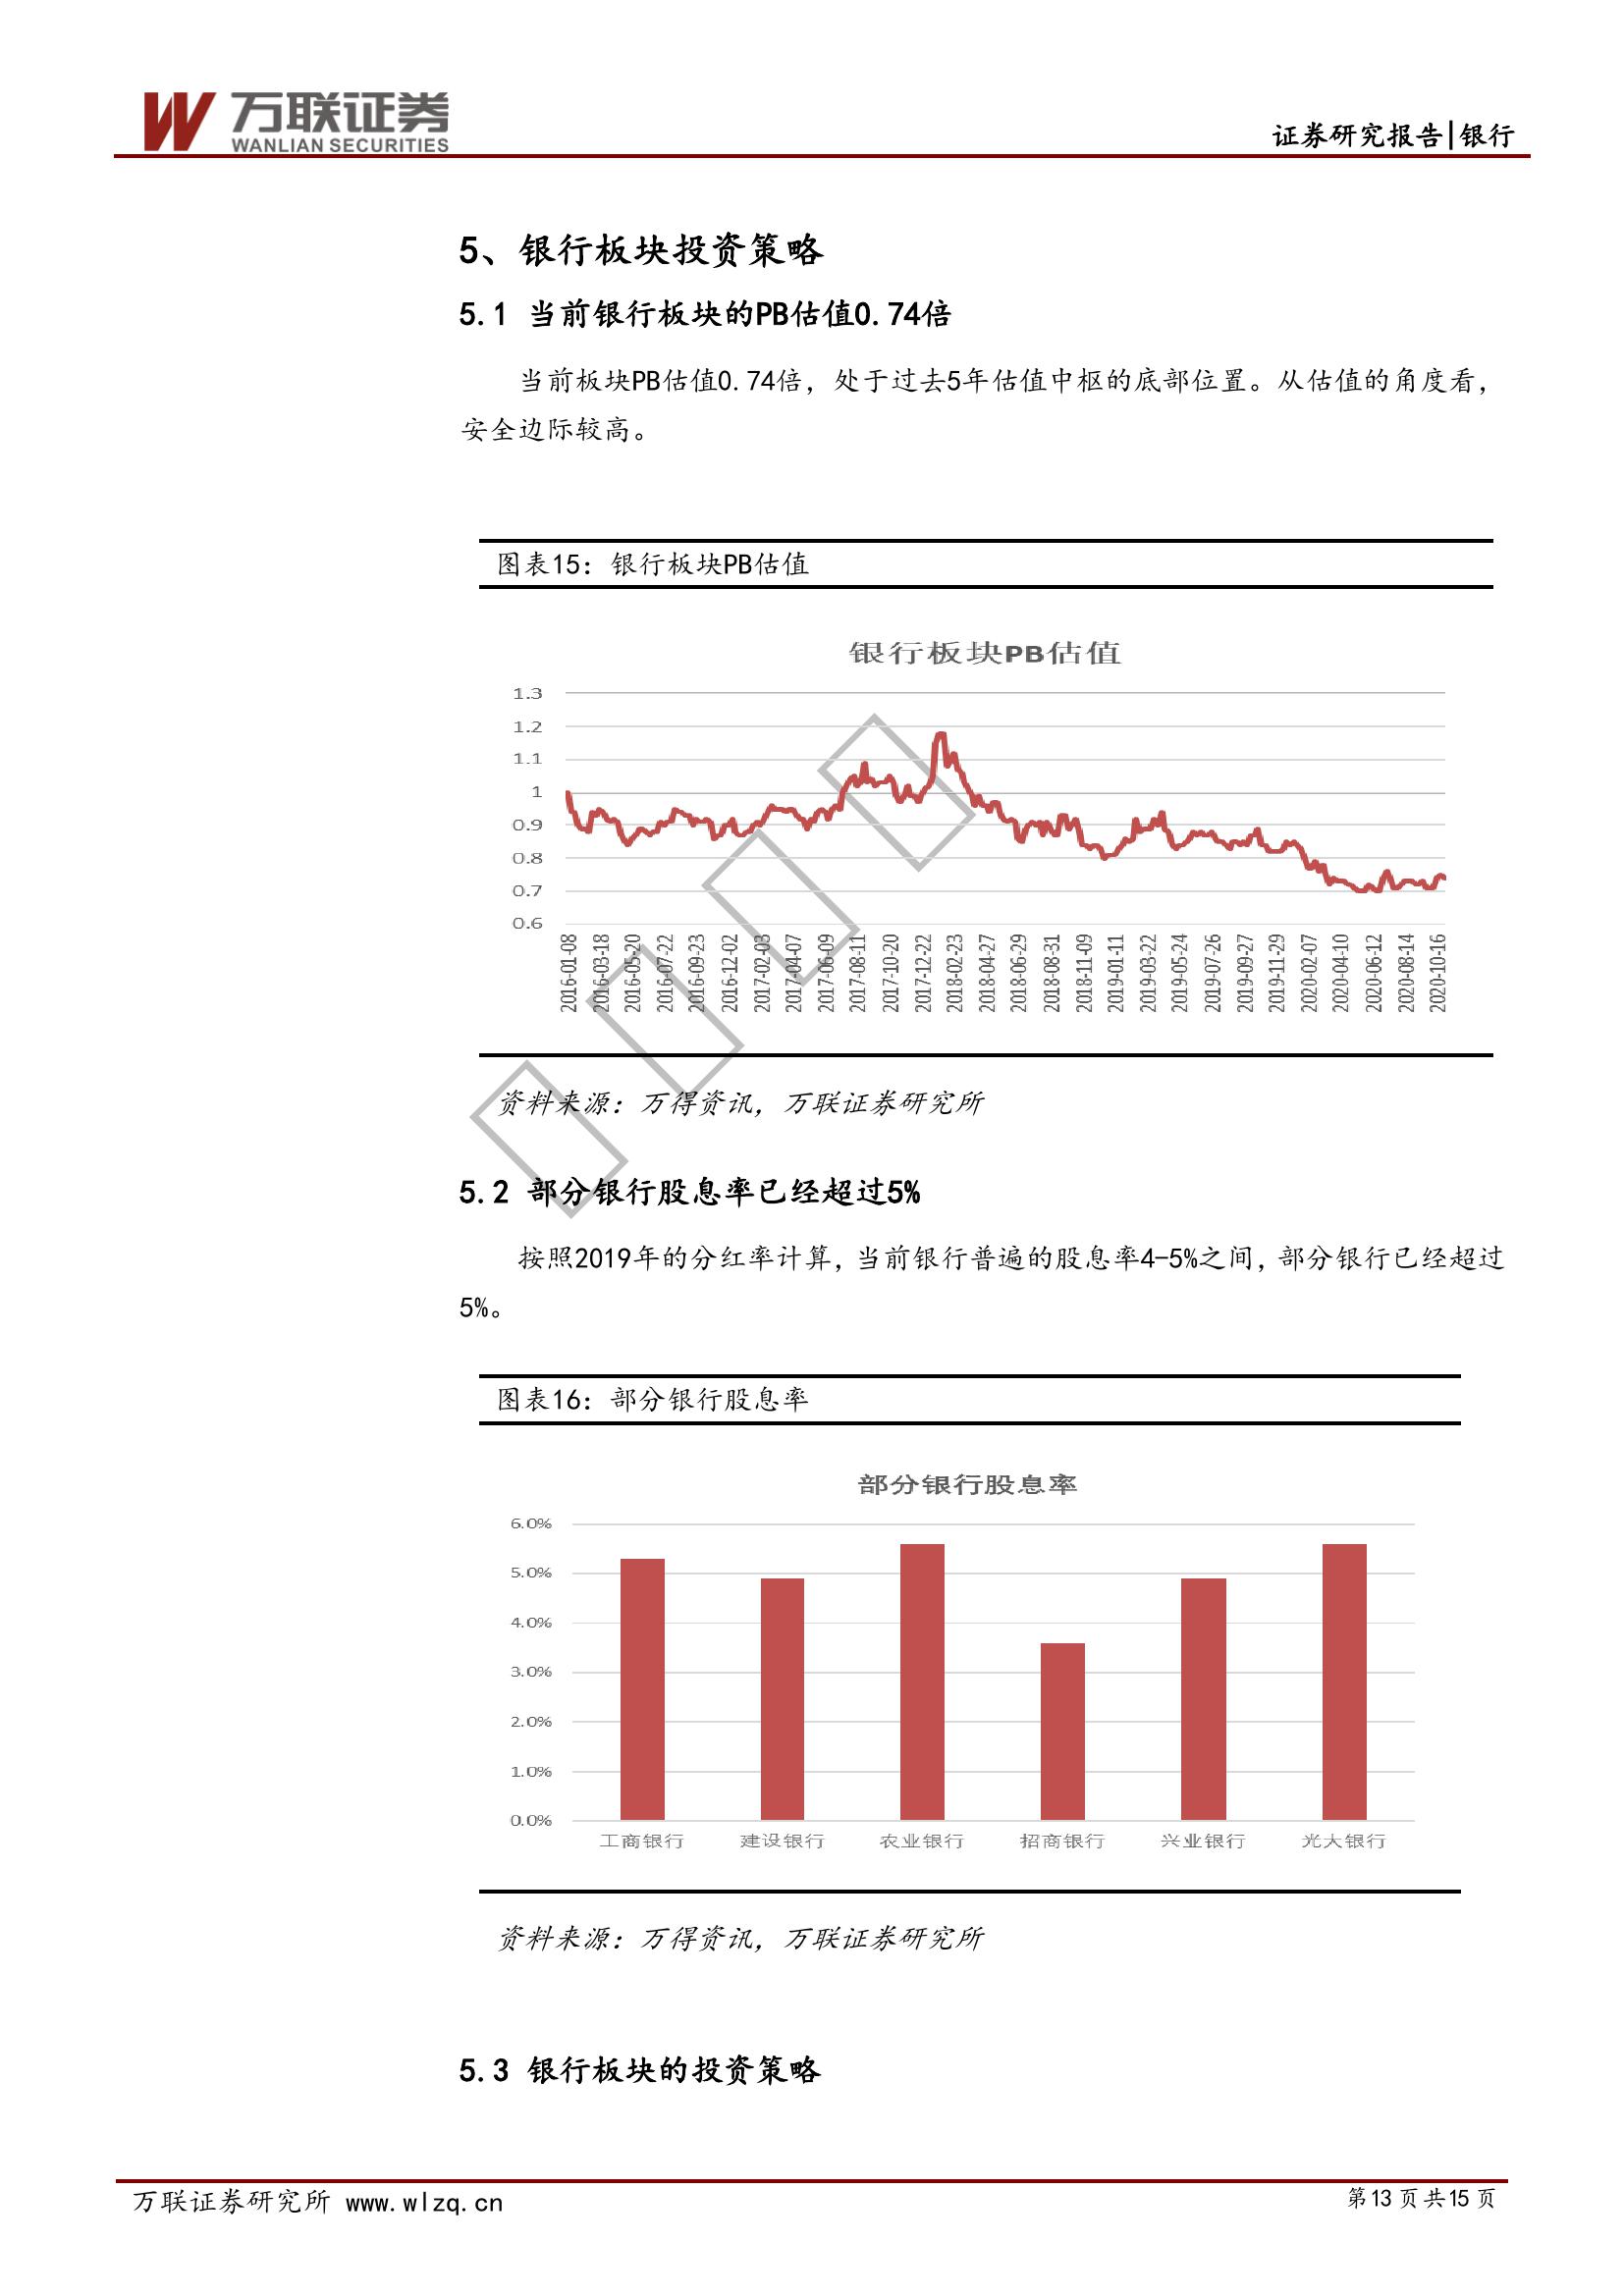 万联证券
WANLIAN SECURITIES
证券研究报告|银行
5、银行板块投资策略
5.1 当前银行板块的PB估值0.74倍
当前板块PB估值0.74倍，处于过去5年估值中枢的底部位置。从估值的角度看，
安全边际较高。
图表15：银行板块PB估值
银行板块PB估值
1.3
1.2
1.1
1
0.9
0.8
0.7
0.6
2016-01-08
2016-03-18
2016-05-20
2016-07-22
2016-09-23
2016-12-02
2017-02-03
2017-04-07
2017-06-09
2017-08-11
2017-10-20
2017-12-22
2018-02-23
2018-04-27
2018-06-29
2018-08-31
2018-11-09
2019-01-11
2019-03-22
2019-05-24
2019-07-26
2019-09-27
2019-11-29
2020-02-07
2020-04-10
2020-06-12
2020-08-14
2020-10-16
资料来源：万得资讯，万联证券研究所
5.2 部分银行股息率已经超过5%
按照2019年的分红率计算，当前银行普遍的股息率4-5%之间，部分银行已经超过
5%。
图表16：部分银行股息率
部分银行股息率
6.0%
5.0%
4.0%
3.0%
2.0%
1.0%
0.0%
工商银行 建设银行 农业银行 招商银行 兴业银行 光大银行
资料来源：万得资讯，万联证券研究所
5.3 银行板块的投资策略
万联证券研究所 www.wlzq.cn
第13页共15页